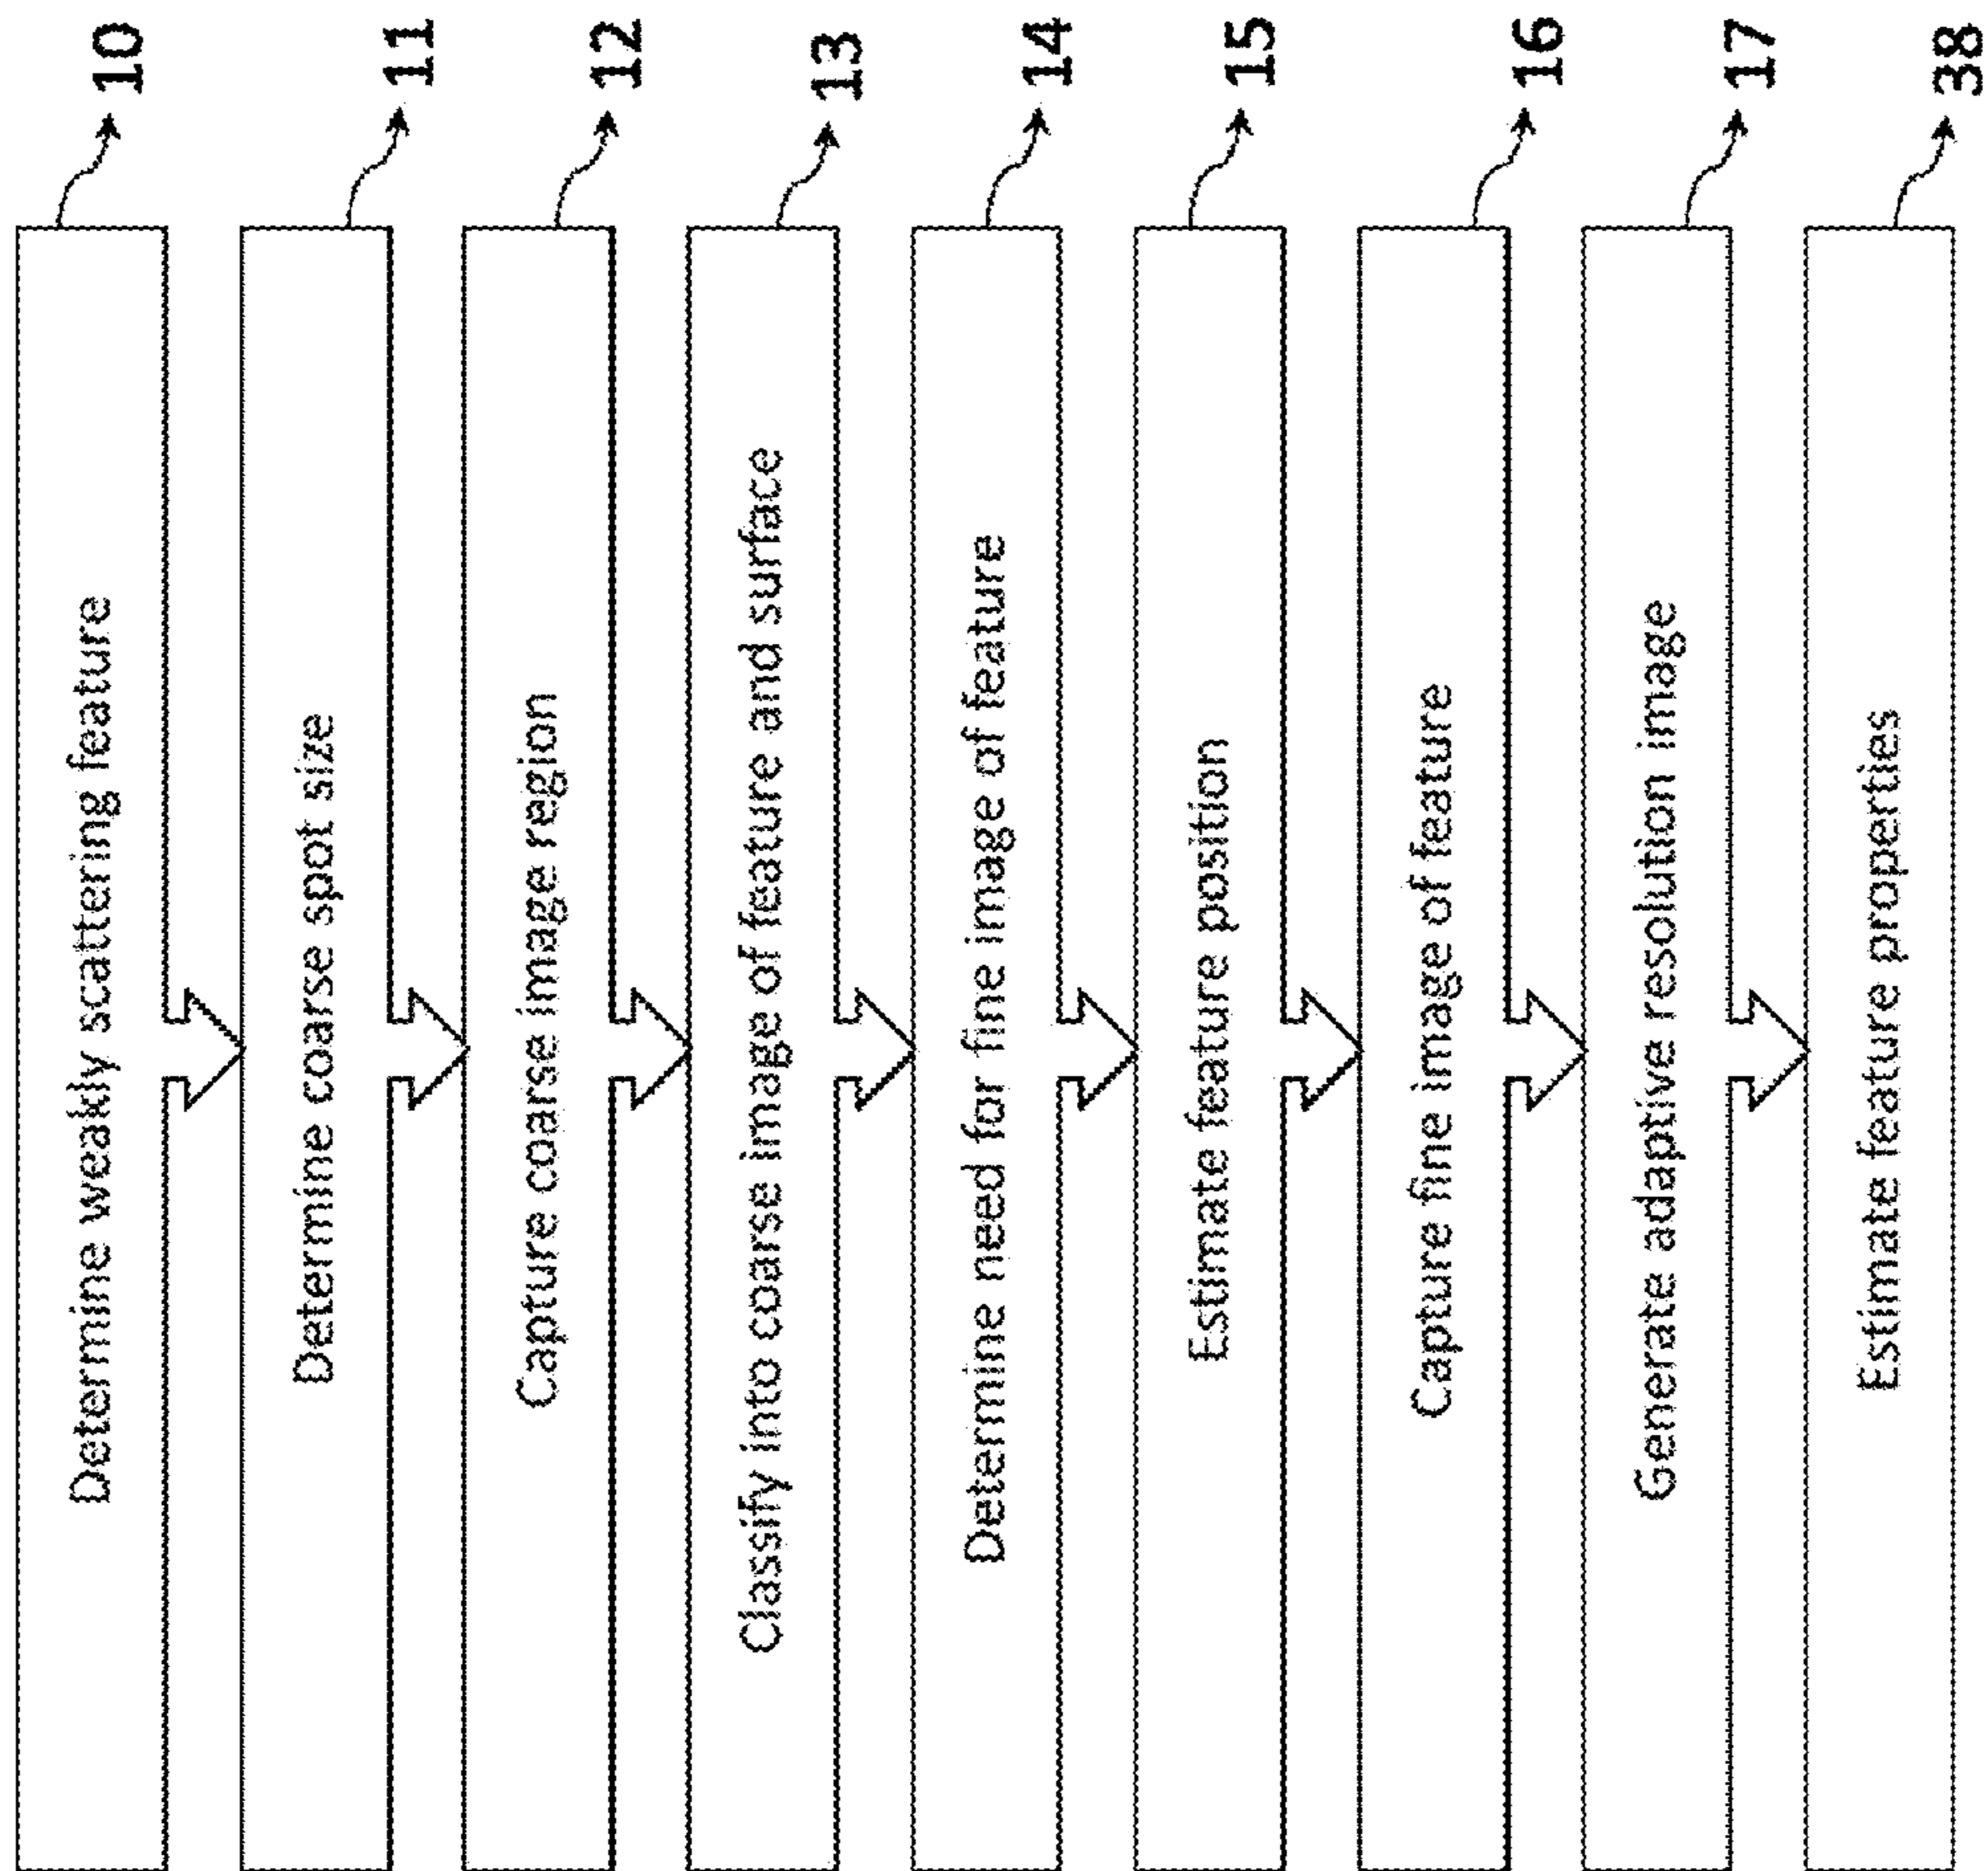 Determine weakly scattering feature
10
Determine coarse spot size
11
Capture coarse image region
12
Classify into coarse image of feature and surface
13
Determine need for fine image of feature
14
Estimate feature position
15
Capture fine image of feature
16
Generate adaptive resolution image
17
Estimate feature properties
38